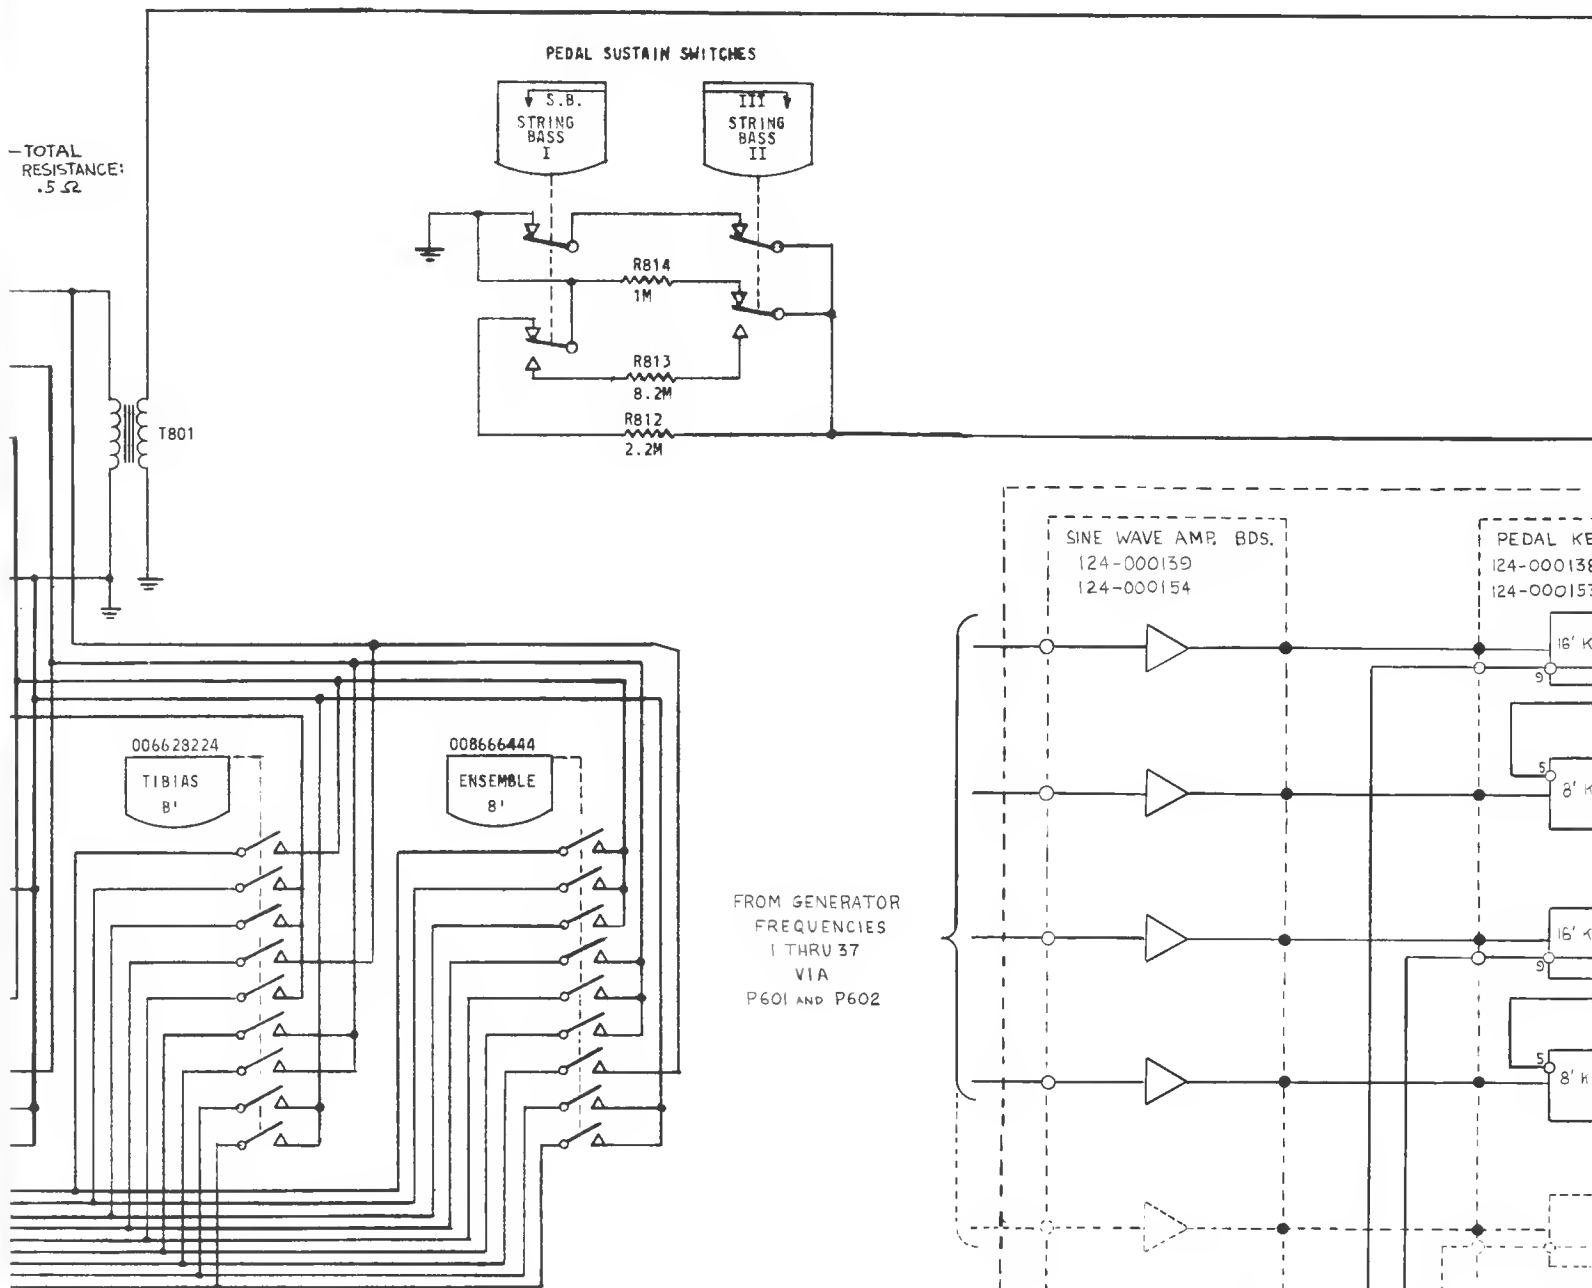 PEDAL SUSTAIN SWITCHES
S.B.
STRING
BASS
I
III
STRING
BASS
II
—TOTAL
RESISTANCE:
.5 Ω
R814
1M
R813
8.2M
R812
2.2M
T801
SINE WAVE AMP. BDS.
124-000139
124-000154
PEDAL KE
124-000138
124-000153
16' K
9
5
8' K
16' K
9
5
8' K
006628224
TIBIAS
8'
008666444
ENSEMBLE
8'
FROM GENERATOR
FREQUENCIES
1 THRU 37
VIA
P601 AND P602